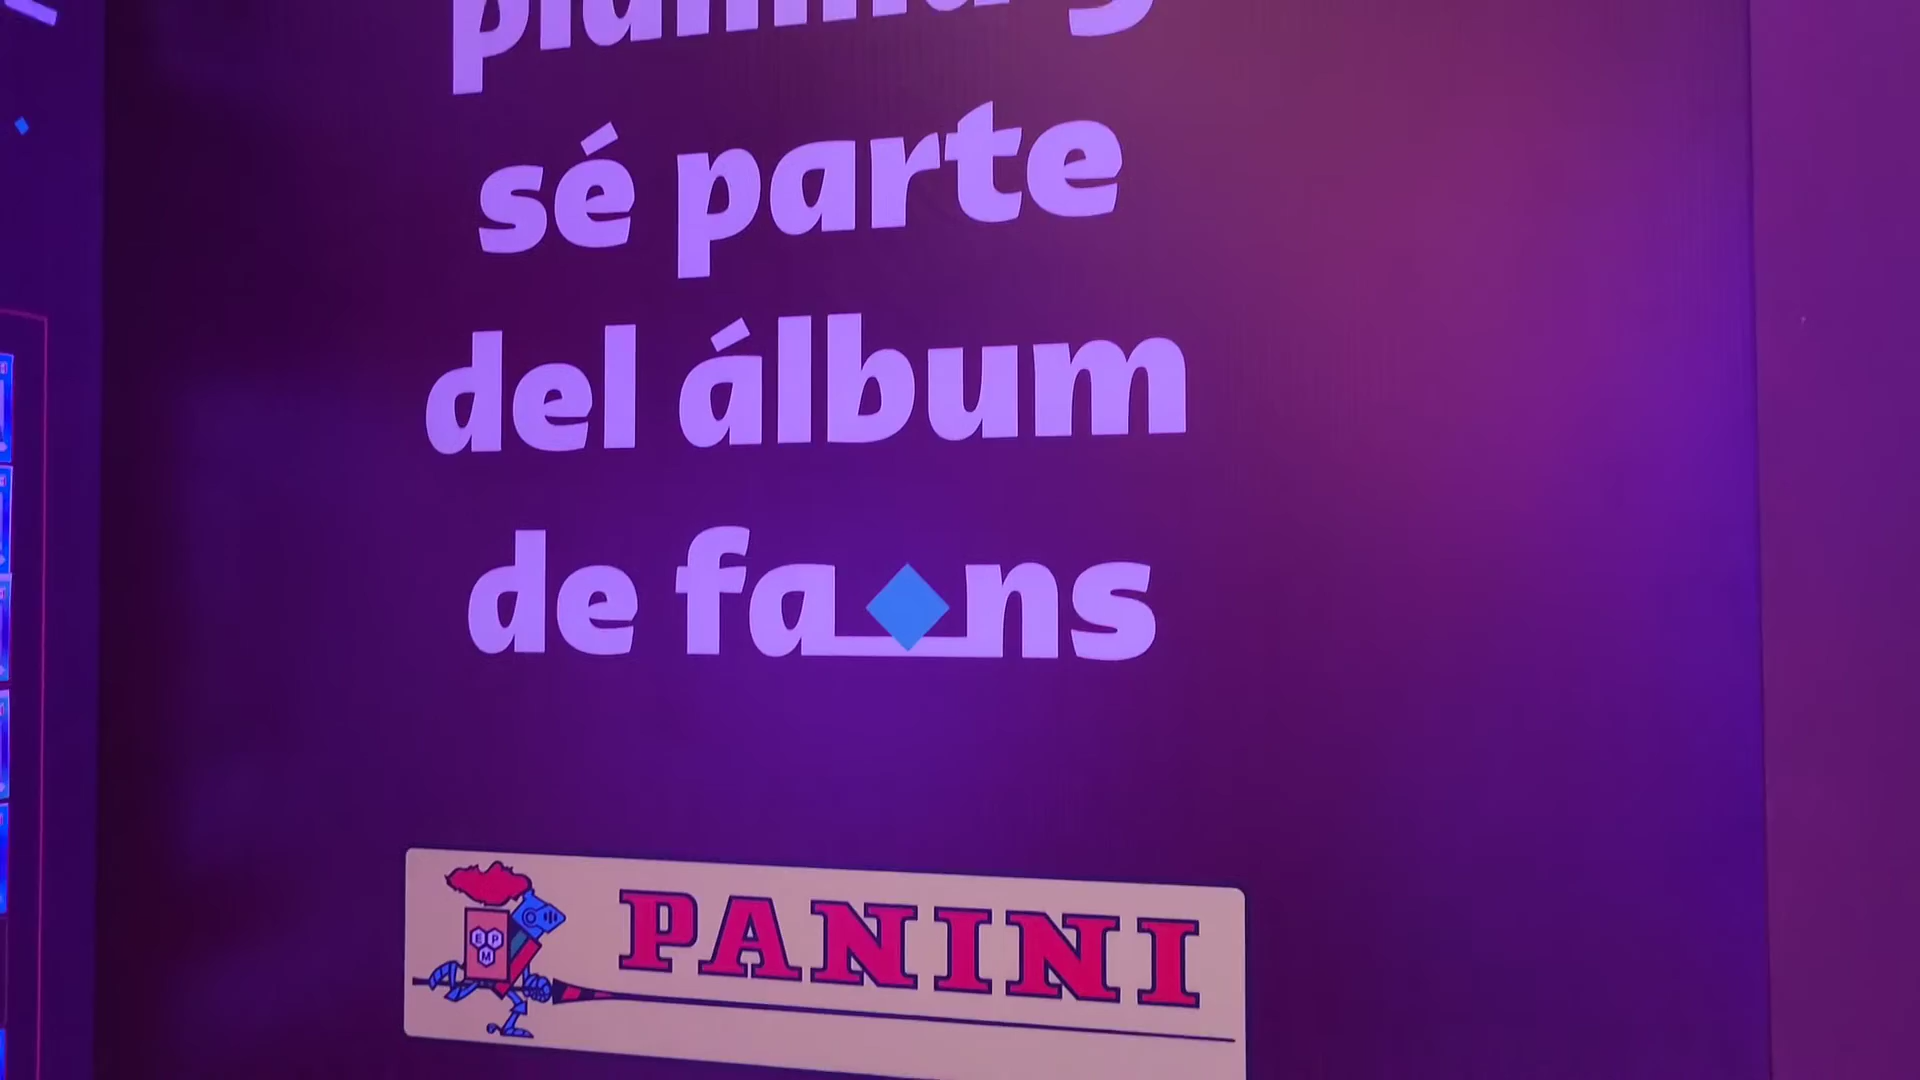 sé parte
del álbum
de fans
PANINI
E P
M